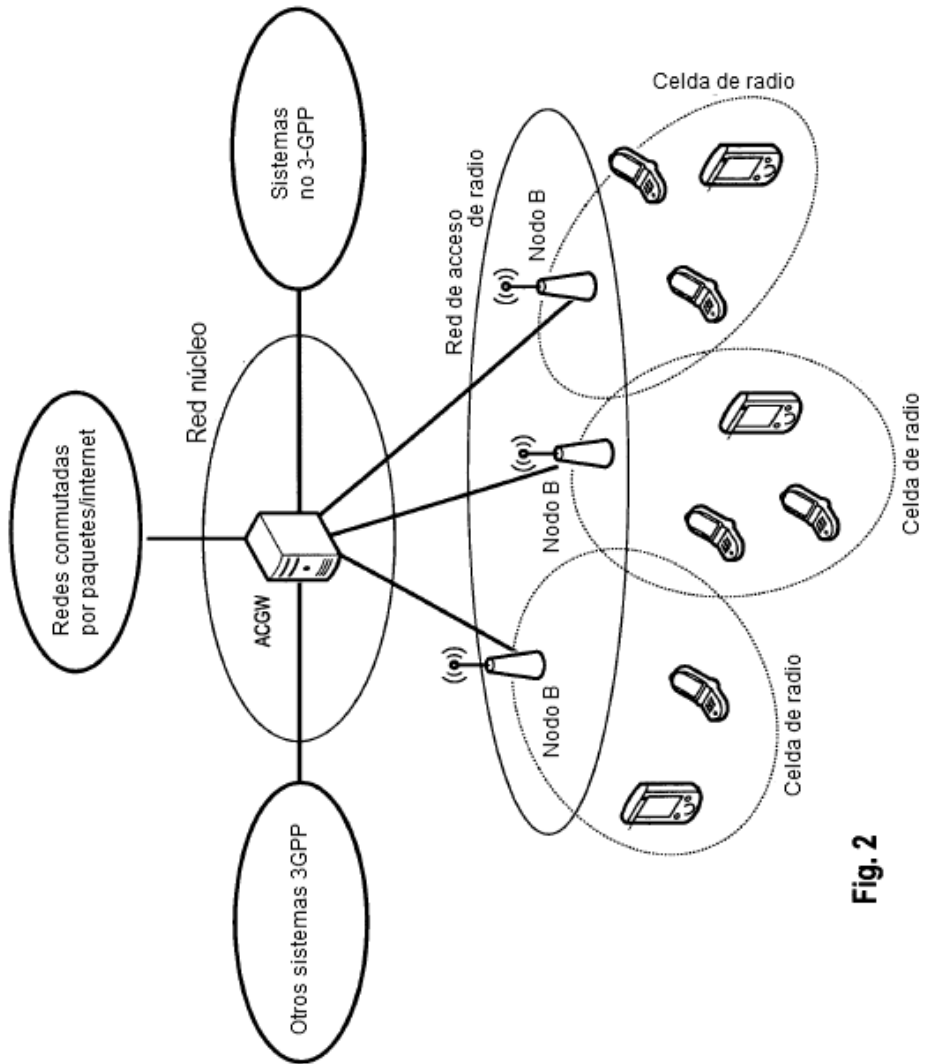 Redes conmutadas
por paquetes/internet
Otros sistemas 3GPP
ACGW
Red núcleo
Sistemas
no 3-GPP
Red de acceso
de radio
Nodo B
Nodo B
Nodo B
Celda de radio
Celda de radio
Celda de radio
Fig. 2